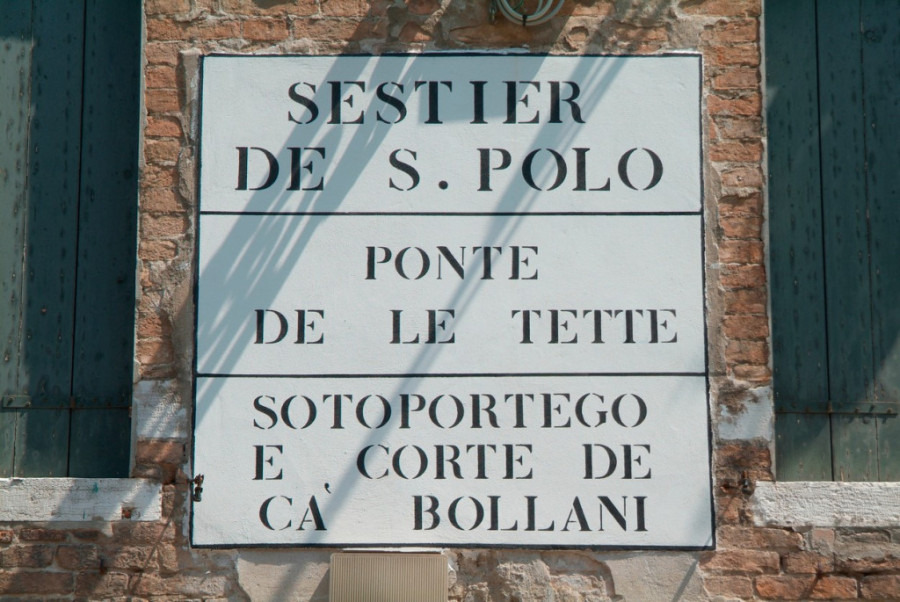 SESTIER
DE S. POLO
PONTE
DE LE TETTE
SOTOPORTEGO
E CORTE DE
CA' BOLLANI